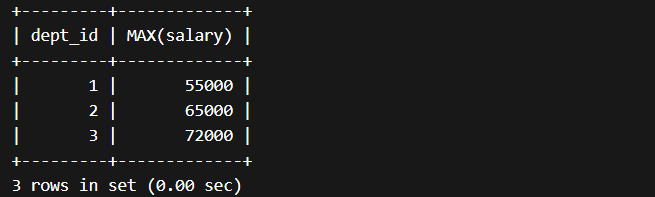 +---------+-------------+
| dept_id | MAX(salary) |
+---------+-------------+
|       1 |       55000 |
|       2 |       65000 |
|       3 |       72000 |
+---------+-------------+
3 rows in set (0.00 sec)